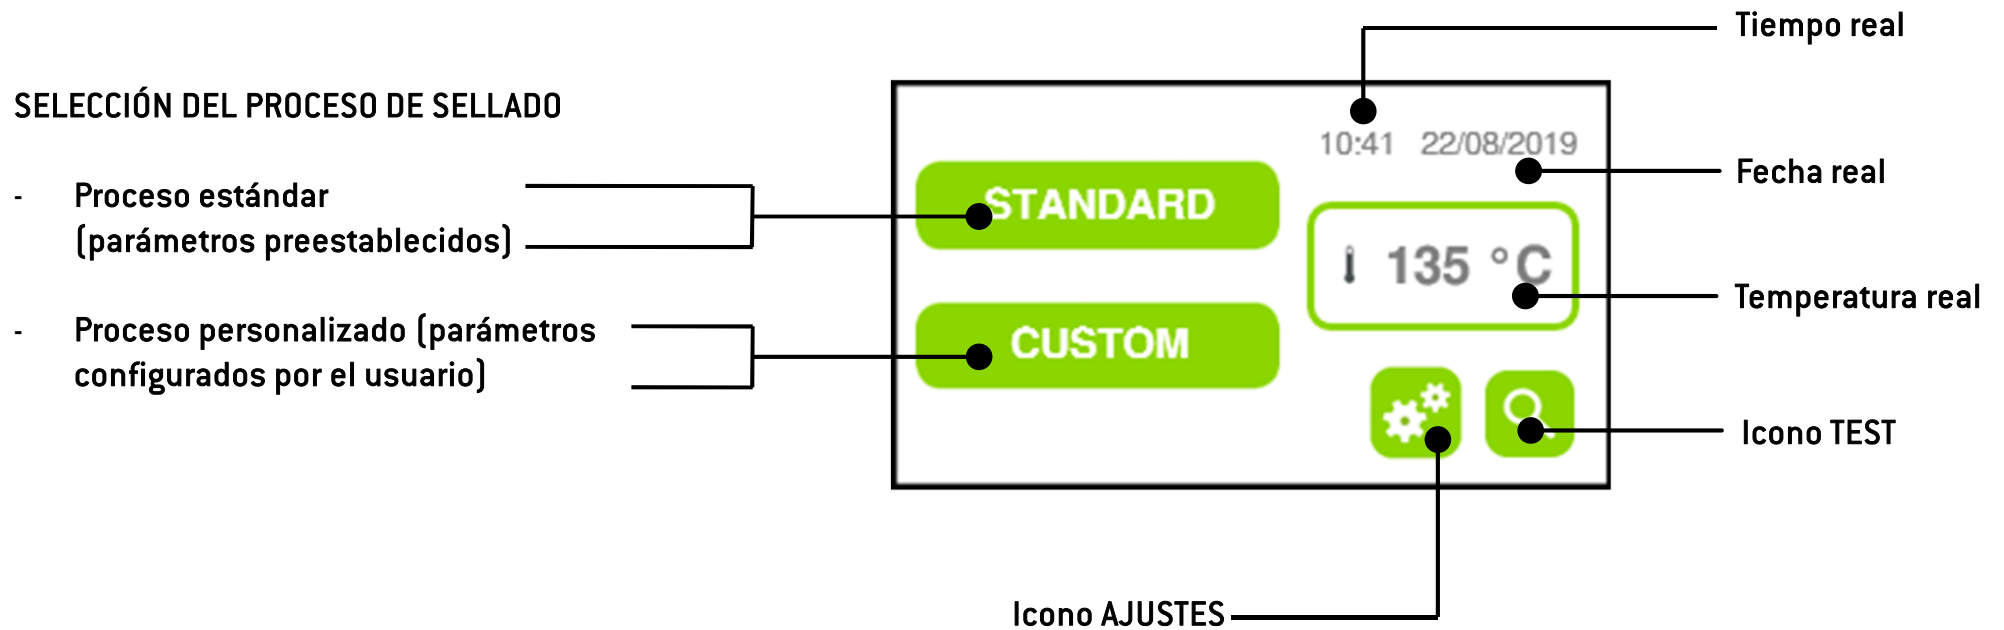 SELECCIÓN DEL PROCESO DE SELLADO
- Proceso estándar
(parámetros preestablecidos)
- Proceso personalizado (parámetros
configurados por el usuario)
STANDARD
CUSTOM
10:41 22/08/2019
135 °C
Tiempo real
Fecha real
Temperatura real
Icono TEST
Icono AJUSTES